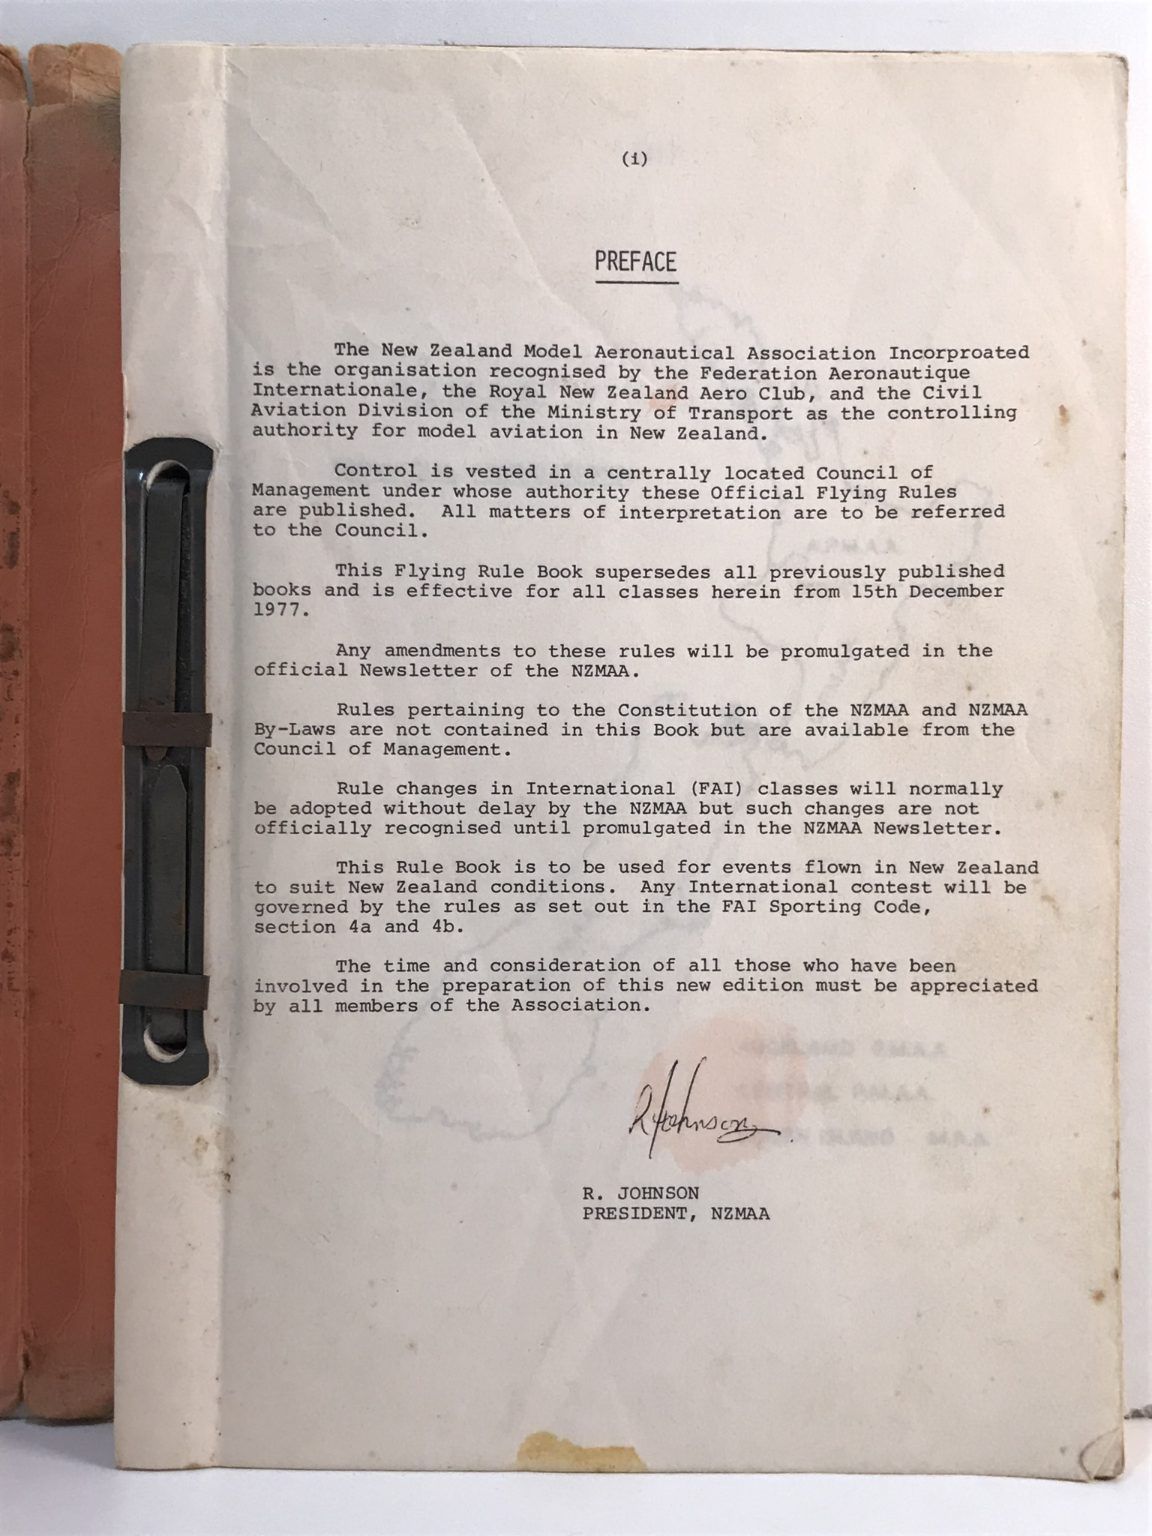 (i)
PREFACE
The New Zealand Model Aeronautical Association Incorproated
is the organisation recognised by the Federation Aeronautique
Internationale, the Royal New Zealand Aero Club, and the Civil
Aviation Division of the Ministry of Transport as the controlling
authority for model aviation in New Zealand.
Control is vested in a centrally located Council of
Management under whose authority these Official Flying Rules
are published.  All matters of interpretation are to be referred
to the Council.
This Flying Rule Book supersedes all previously published
books and is effective for all classes herein from 15th December
1977.
Any amendments to these rules will be promulgated in the
official Newsletter of the NZMAA.
Rules pertaining to the Constitution of the NZMAA and NZMAA
By-Laws are not contained in this Book but are available from the
Council of Management.
Rule changes in International (FAI) classes will normally
be adopted without delay by the NZMAA but such changes are not
officially recognised until promulgated in the NZMAA Newsletter.
This Rule Book is to be used for events flown in New Zealand
to suit New Zealand conditions.  Any International contest will be
governed by the rules as set out in the FAI Sporting Code,
section 4a and 4b.
The time and consideration of all those who have been
involved in the preparation of this new edition must be appreciated
by all members of the Association.
R Johnson
R. JOHNSON
PRESIDENT, NZMAA